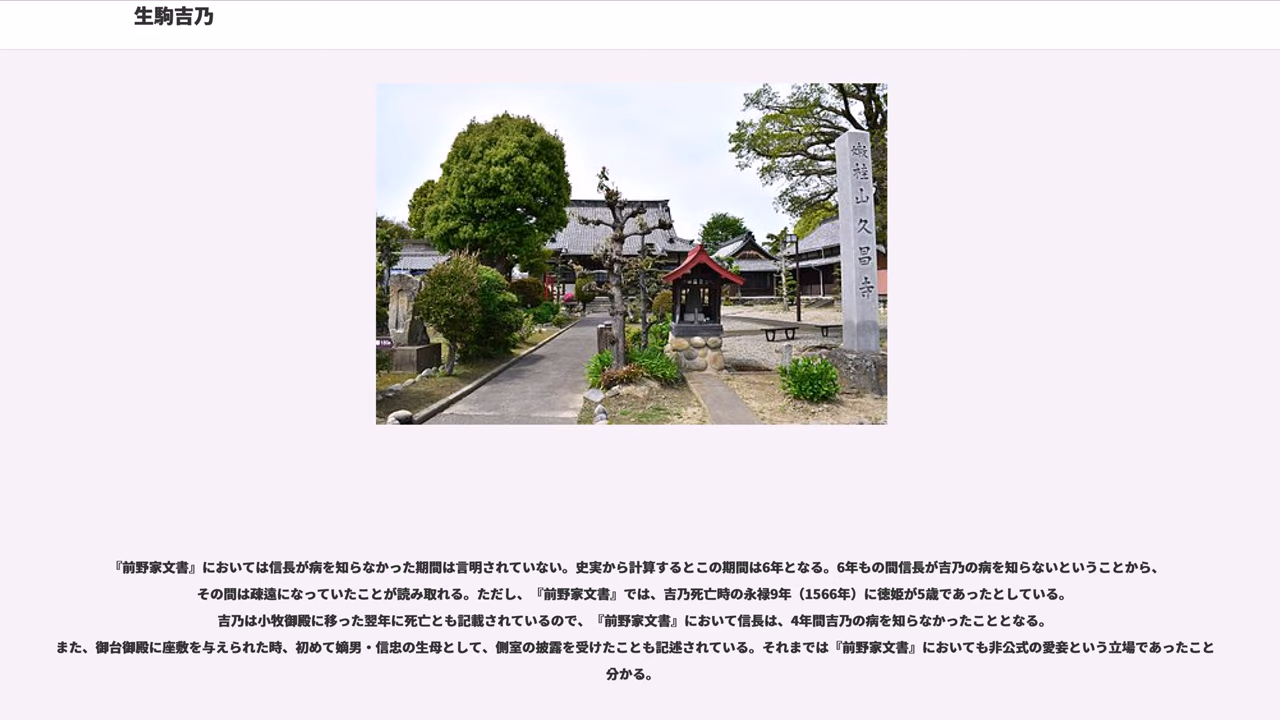 生駒吉乃
嫩桂山久昌寺
『前野家文書』においては信長が病を知らなかった期間は言明されていない。史実から計算するとこの期間は6年となる。6年もの間信長が吉乃の病を知らないということから、
その間は疎遠になっていたことが読み取れる。ただし、『前野家文書』では、吉乃死亡時の永禄9年（1566年）に徳姫が5歳であったとしている。
吉乃は小牧御殿に移った翌年に死亡とも記載されているので、『前野家文書』において信長は、4年間吉乃の病を知らなかったこととなる。
また、御台御殿に座敷を与えられた時、初めて嫡男・信忠の生母として、側室の披露を受けたことも記述されている。それまでは『前野家文書』においても非公式の愛妾という立場であったこと
分かる。